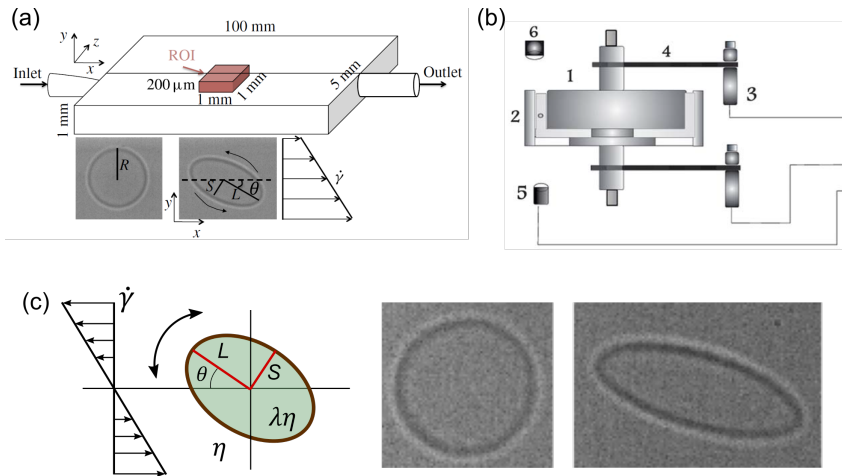 (a)
y
z
x
100 mm
ROI
Inlet
200 μm
1 mm
1 mm
5 mm
Outlet
1 mm
R
S
L
θ
γ̇
y
x
(b)
6
4
1
2
3
5
(c)
γ̇
L
θ
S
λη
η